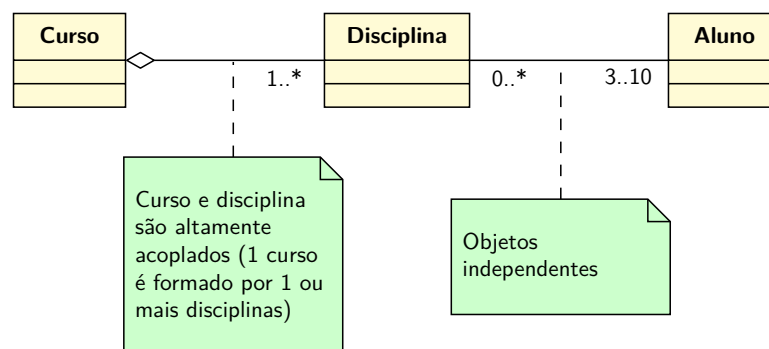 Curso
Disciplina
Aluno
1..*
0..*
3..10
Curso e disciplina
são altamente
acoplados (1 curso
é formado por 1 ou
mais disciplinas)
Objetos
independentes